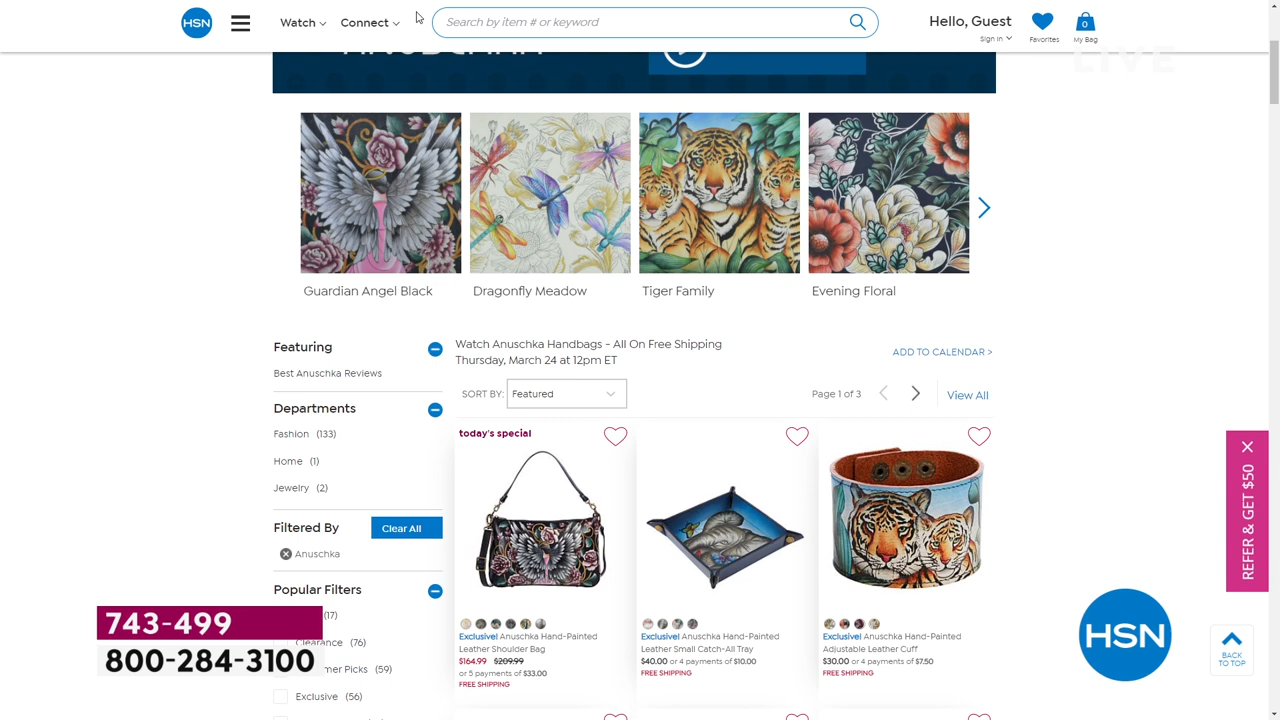 HSN
Watch
Connect
Search by item # or keyword
Hello, Guest
Sign In
Favorites
0
My Bag
LIVE
Guardian Angel Black
Dragonfly Meadow
Tiger Family
Evening Floral
Featuring
Best Anuschka Reviews
Departments
Fashion (133)
Home (1)
Jewelry (2)
Filtered By
Clear All
Anuschka
Popular Filters
(17)
Clearance (76)
mer Picks (59)
Exclusive (56)
Watch Anuschka Handbags - All On Free Shipping
Thursday, March 24 at 12pm ET
ADD TO CALENDAR >
SORT BY: Featured
Page 1 of 3
View All
today's special
Exclusive! Anuschka Hand-Painted
Leather Shoulder Bag
$164.99 $209.99
or 5 payments of $33.00
FREE SHIPPING
Exclusive! Anuschka Hand-Painted
Leather Small Catch-All Tray
$40.00 or 4 payments of $10.00
FREE SHIPPING
Exclusive! Anuschka Hand-Painted
Adjustable Leather Cuff
$30.00 or 4 payments of $7.50
FREE SHIPPING
REFER & GET $50
743-499
800-284-3100
HSN
BACK
TO TOP